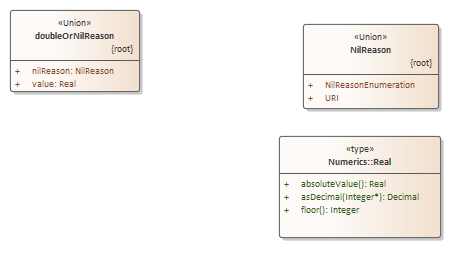 «Union»
doubleOrNilReason
{root}
+ nilReason: NilReason
+ value: Real
«Union»
NilReason
{root}
+ NilReasonEnumeration
+ URI
«type»
Numerics::Real
+ absoluteValue(): Real
+ asDecimal(Integer*): Decimal
+ floor(): Integer